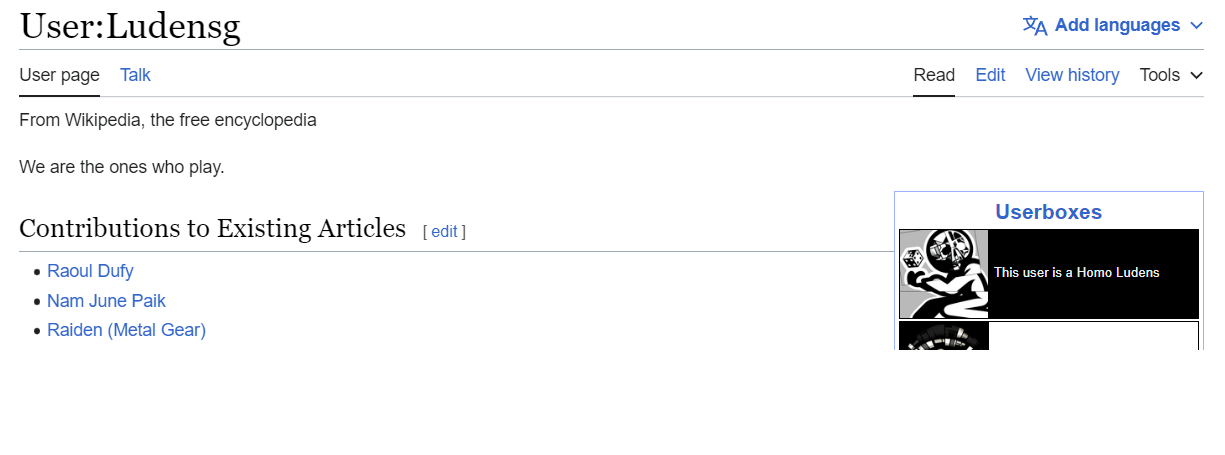 User:Ludensg
Add languages
User page Talk Read Edit View history Tools
From Wikipedia, the free encyclopedia
We are the ones who play.
Userboxes
Contributions to Existing Articles [ edit ]
This user is a Homo Ludens
• Raoul Dufy
• Nam June Paik
• Raiden (Metal Gear)